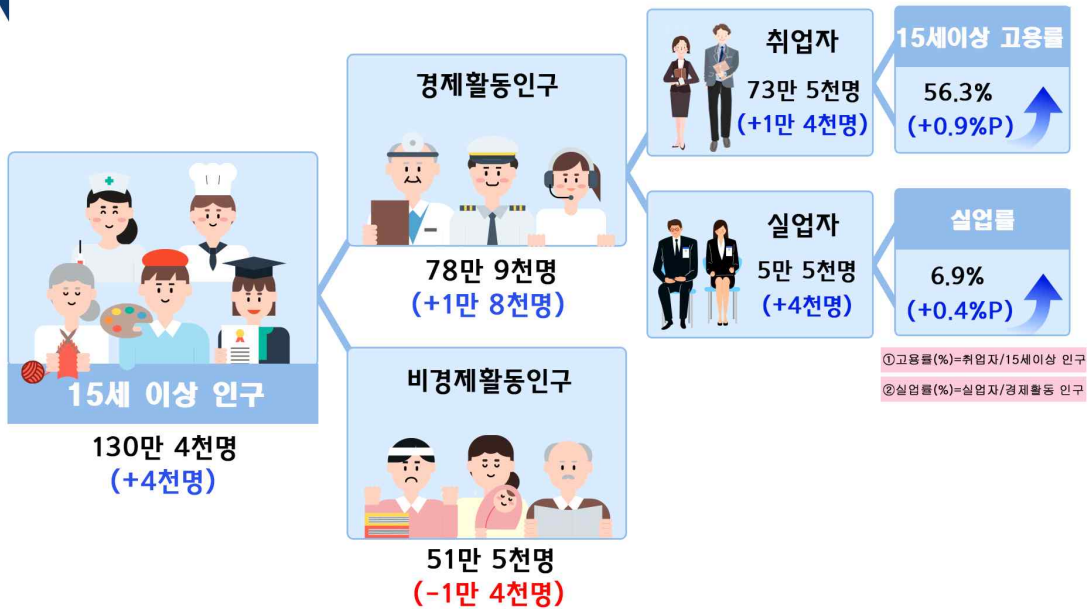 15세 이상 인구
130만 4천명
(+4천명)
경제활동인구
78만 9천명
(+1만 8천명)
비경제활동인구
51만 5천명
(-1만 4천명)
취업자
73만 5천명
(+1만 4천명)
실업자
5만 5천명
(+4천명)
15세이상 고용률
56.3%
(+0.9%P)
실업률
6.9%
(+0.4%P)
①고용률(%)=취업자/15세이상 인구
②실업률(%)=실업자/경제활동 인구